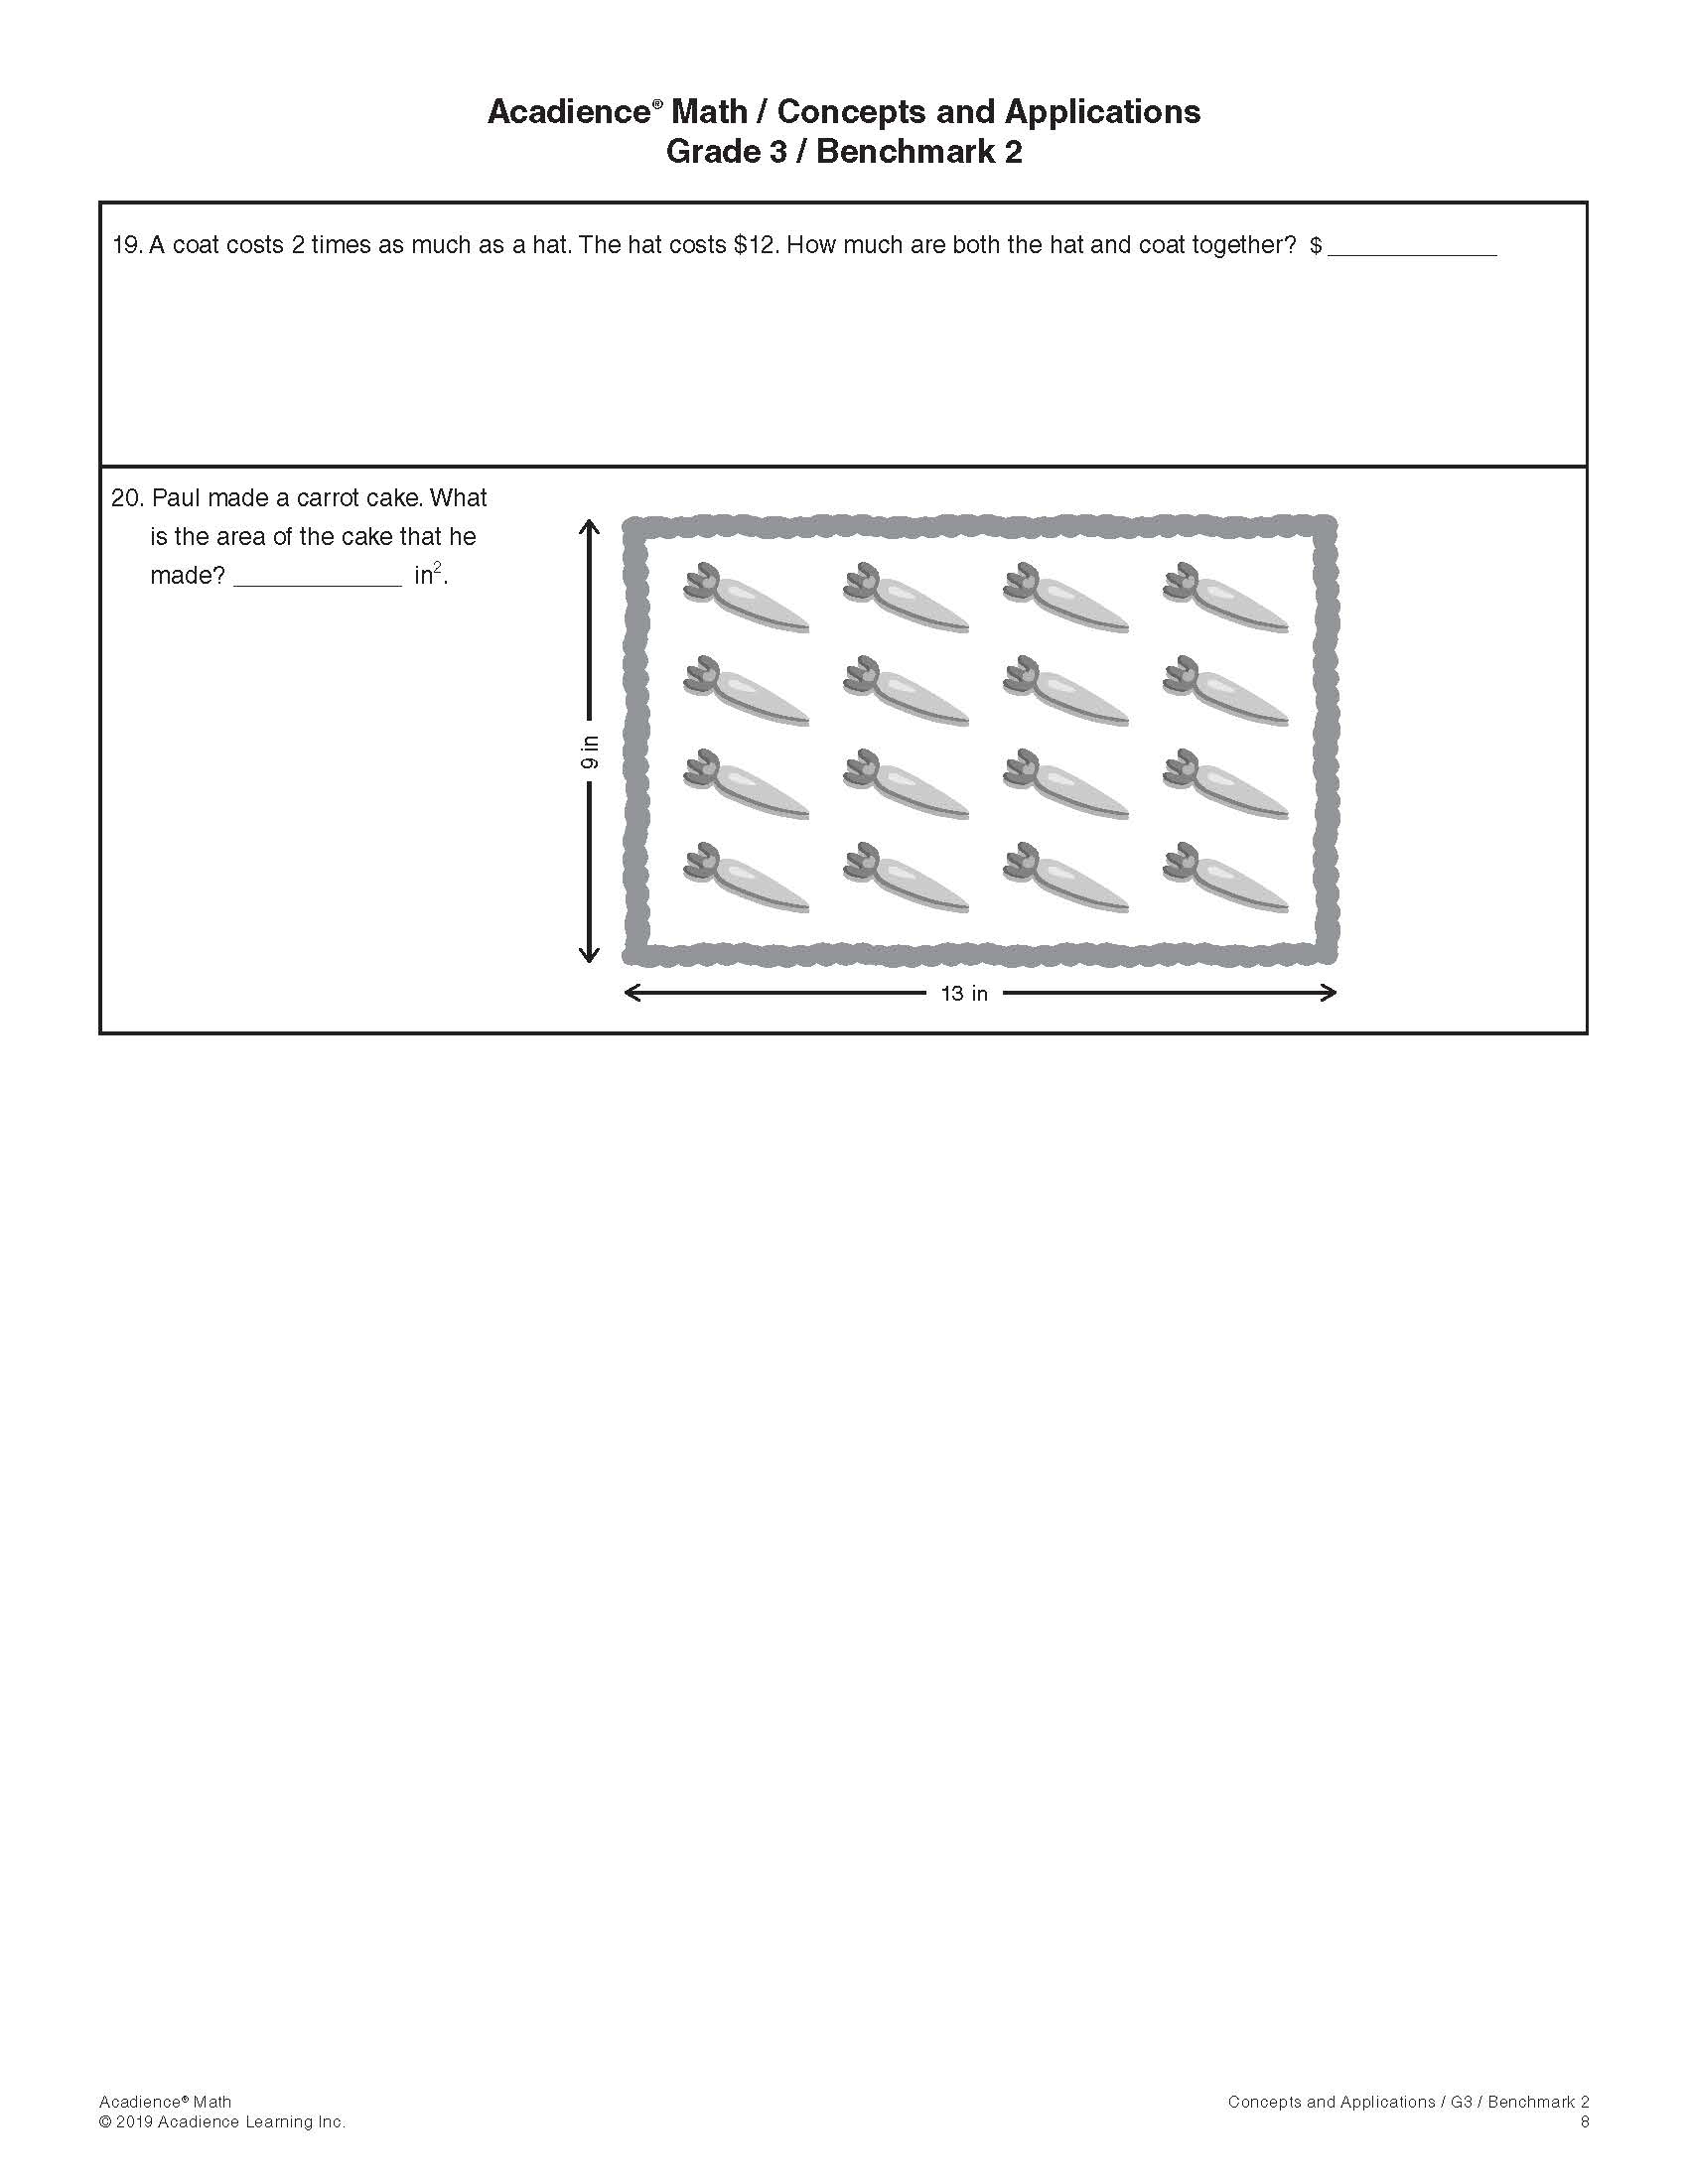 Acadience® Math / Concepts and Applications
Grade 3 / Benchmark 2
19. A coat costs 2 times as much as a hat. The hat costs $12. How much are both the hat and coat together? $ ____________
20. Paul made a carrot cake. What
is the area of the cake that he
made? ____________ in².
9 in
13 in
Acadience® Math
© 2019 Acadience Learning Inc.
Concepts and Applications / G3 / Benchmark 2
8